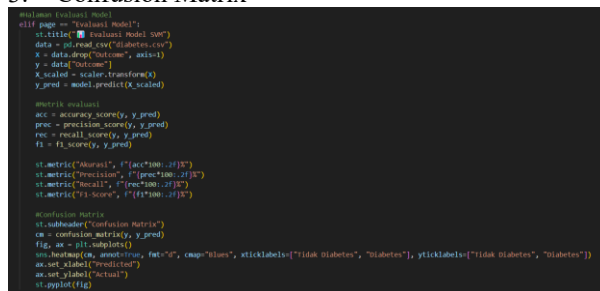 3. Confusion Matrix
#Halaman Evaluasi Model
elif page == "Evaluasi Model":
st.title("📊 Evaluasi Model SVM")
data = pd.read_csv("diabetes.csv")
X = data.drop("Outcome", axis=1)
y = data["Outcome"]
X_scaled = scaler.transform(X)
y_pred = model.predict(X_scaled)
#Metrik evaluasi
acc = accuracy_score(y, y_pred)
prec = precision_score(y, y_pred)
rec = recall_score(y, y_pred)
f1 = f1_score(y, y_pred)
st.metric("Akurasi", f"{acc*100:.2f}%")
st.metric("Precision", f"{prec*100:.2f}%")
st.metric("Recall", f"{rec*100:.2f}%")
st.metric("F1-Score", f"{f1*100:.2f}%")
#Confusion Matrix
st.subheader("Confusion Matrix")
cm = confusion_matrix(y, y_pred)
fig, ax = plt.subplots()
sns.heatmap(cm, annot=True, fmt="d", cmap="Blues", xticklabels=["Tidak Diabetes", "Diabetes"], yticklabels=["Tidak Diabetes", "Diabetes"])
ax.set_xlabel("Predicted")
ax.set_ylabel("Actual")
st.pyplot(fig)